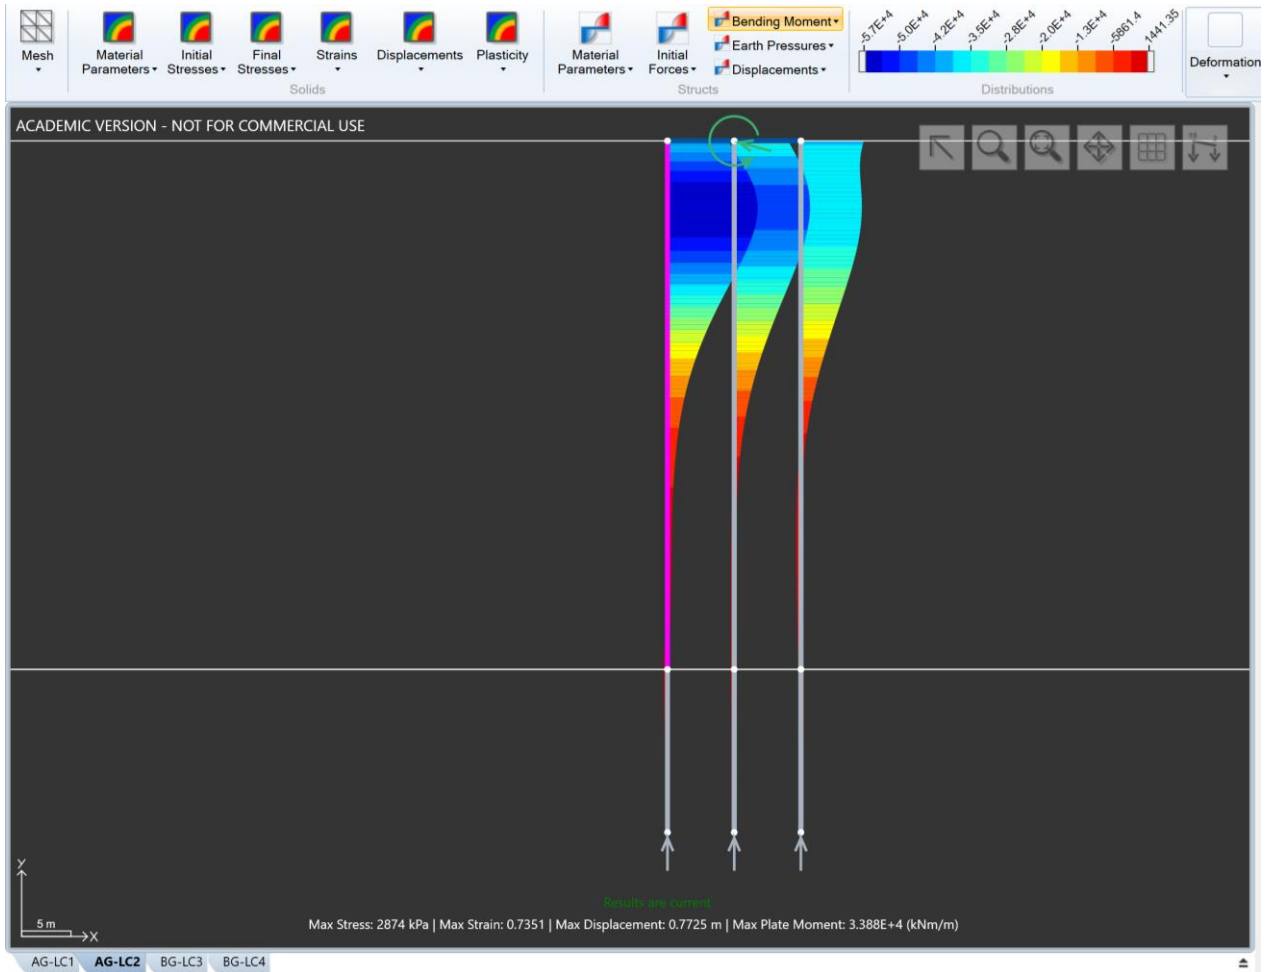 Mesh
Material Parameters
Initial Stresses
Final Stresses
Strains
Displacements
Plasticity
Solids
Material Parameters
Initial Forces
Bending Moment
Earth Pressures
Displacements
Structs
-5.7E+4 -5.0E+4 -4.2E+4 -3.5E+4 -2.8E+4 -2.0E+4 -1.3E+4 -5861.4 1441.35
Distributions
Deformation
ACADEMIC VERSION - NOT FOR COMMERCIAL USE
Y
5 m
X
Results are current
Max Stress: 2874 kPa | Max Strain: 0.7351 | Max Displacement: 0.7725 m | Max Plate Moment: 3.388E+4 (kNm/m)
AG-LC1 AG-LC2 BG-LC3 BG-LC4